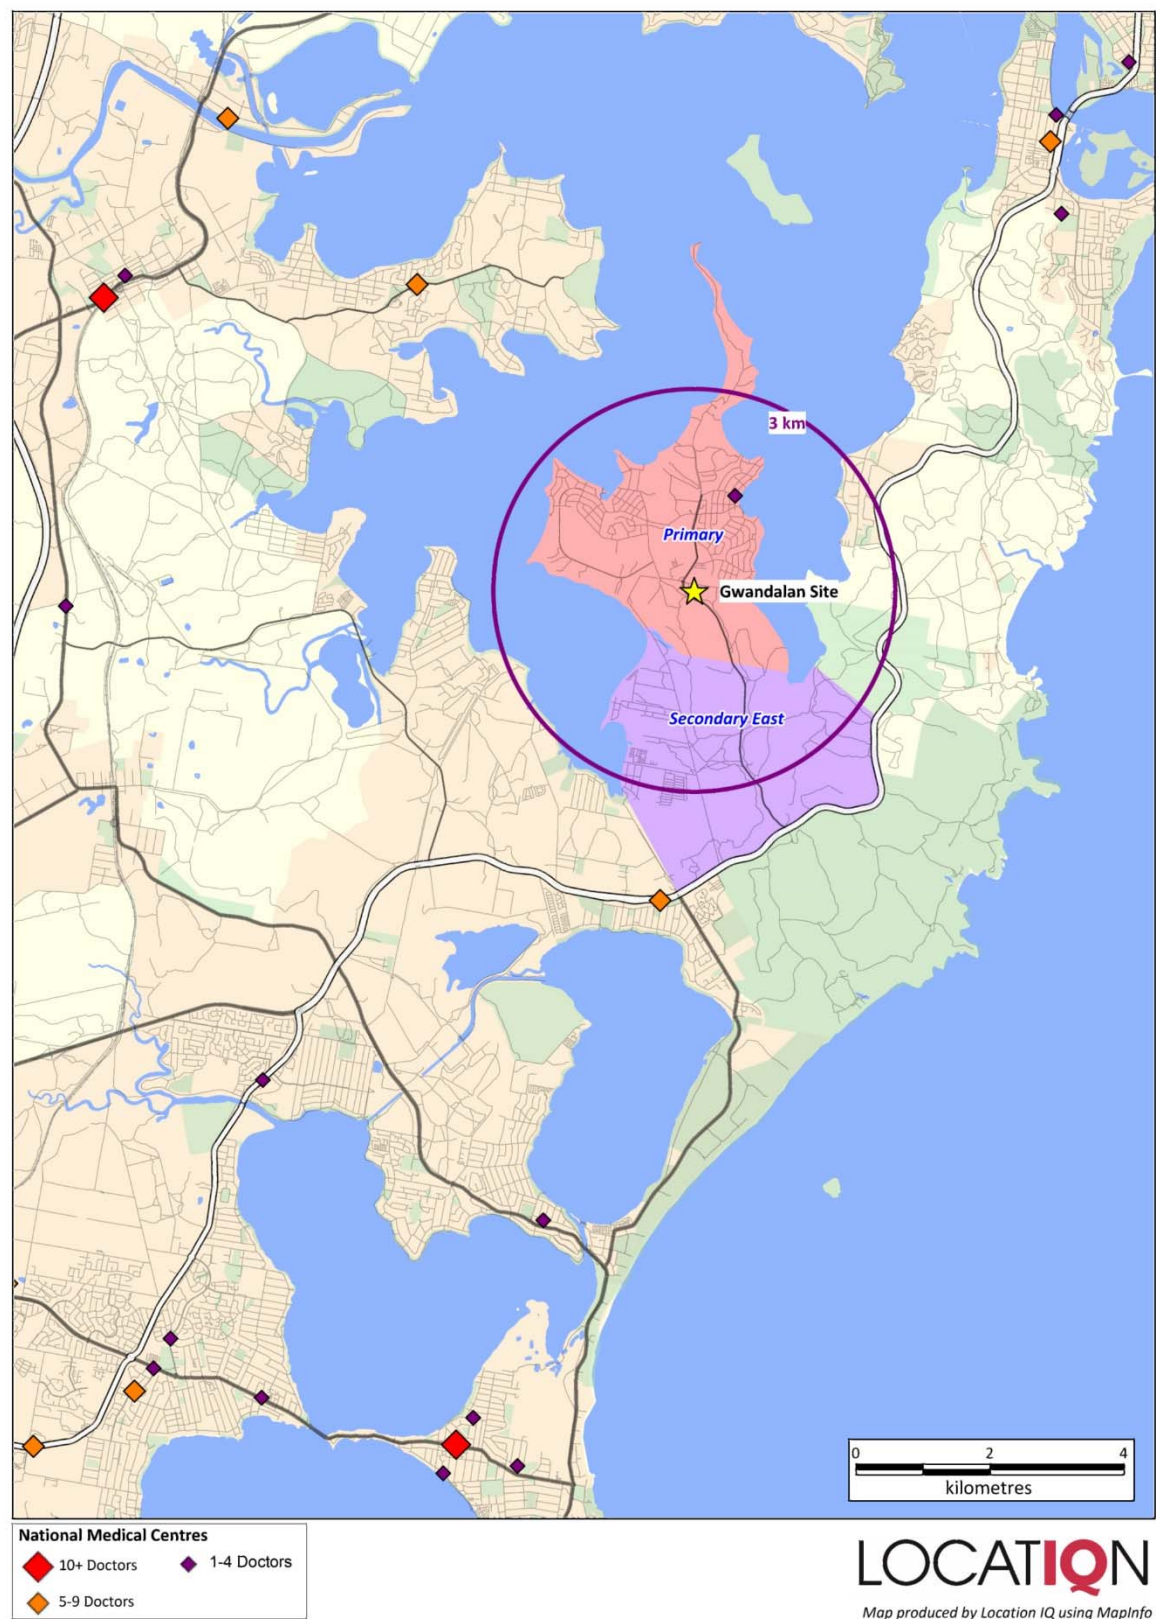 3 km
Primary
Gwandalan Site
Secondary East
0 2 4
kilometres
National Medical Centres
10+ Doctors
1-4 Doctors
5-9 Doctors
LOCATIQN
Map produced by Location IQ using MapInfo